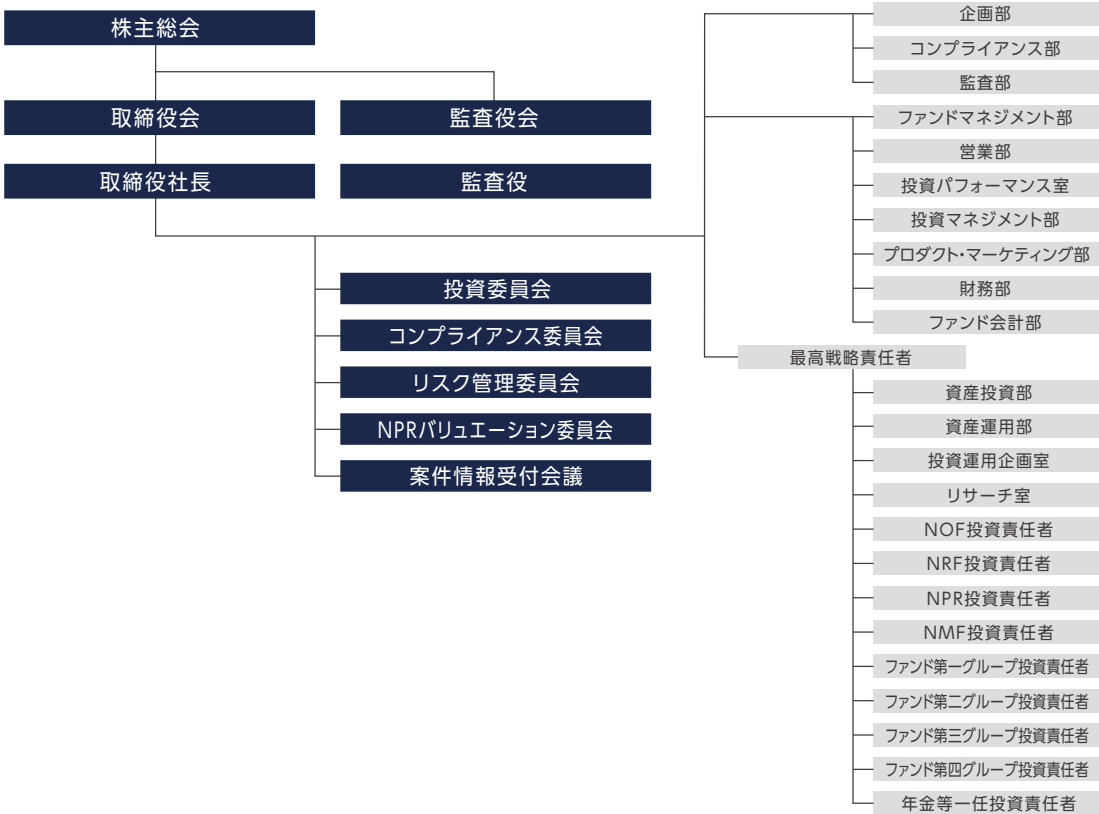 株主総会
取締役会
監査役会
取締役社長
監査役
投資委員会
コンプライアンス委員会
リスク管理委員会
NPRバリュエーション委員会
案件情報受付会議
企画部
コンプライアンス部
監査部
ファンドマネジメント部
営業部
投資パフォーマンス室
投資マネジメント部
プロダクト・マーケティング部
財務部
ファンド会計部
最高戦略責任者
資産投資部
資産運用部
投資運用企画室
リサーチ室
NOF投資責任者
NRF投資責任者
NPR投資責任者
NMF投資責任者
ファンド第一グループ投資責任者
ファンド第二グループ投資責任者
ファンド第三グループ投資責任者
ファンド第四グループ投資責任者
年金等一任投資責任者